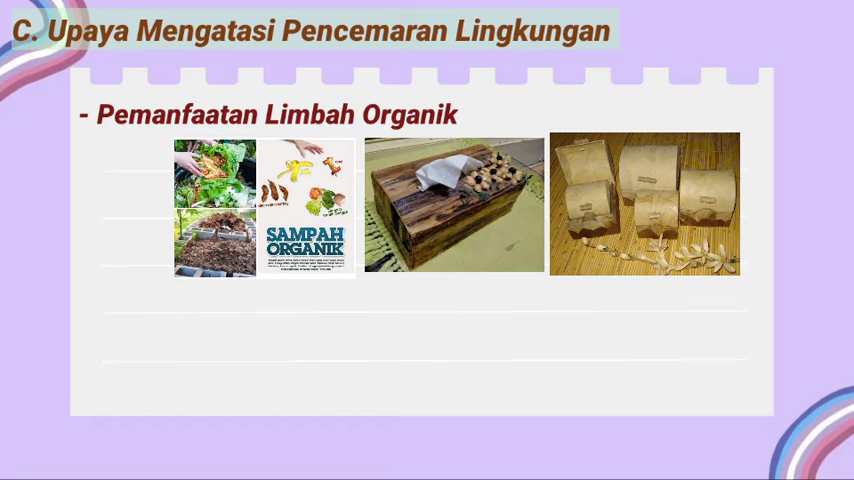 C. Upaya Mengatasi Pencemaran Lingkungan
- Pemanfaatan Limbah Organik
SAMPAH
ORGANIK